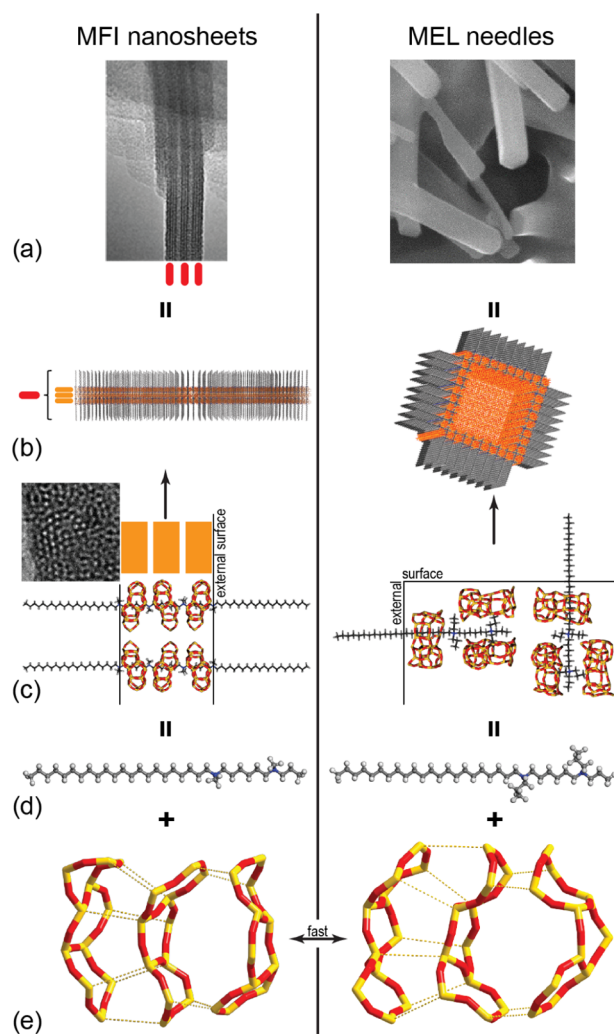 MFI nanosheets
MEL needles
(a)
=
=
(b)
external surface
surface
external
(c)
=
=
(d)
+
+
fast
(e)